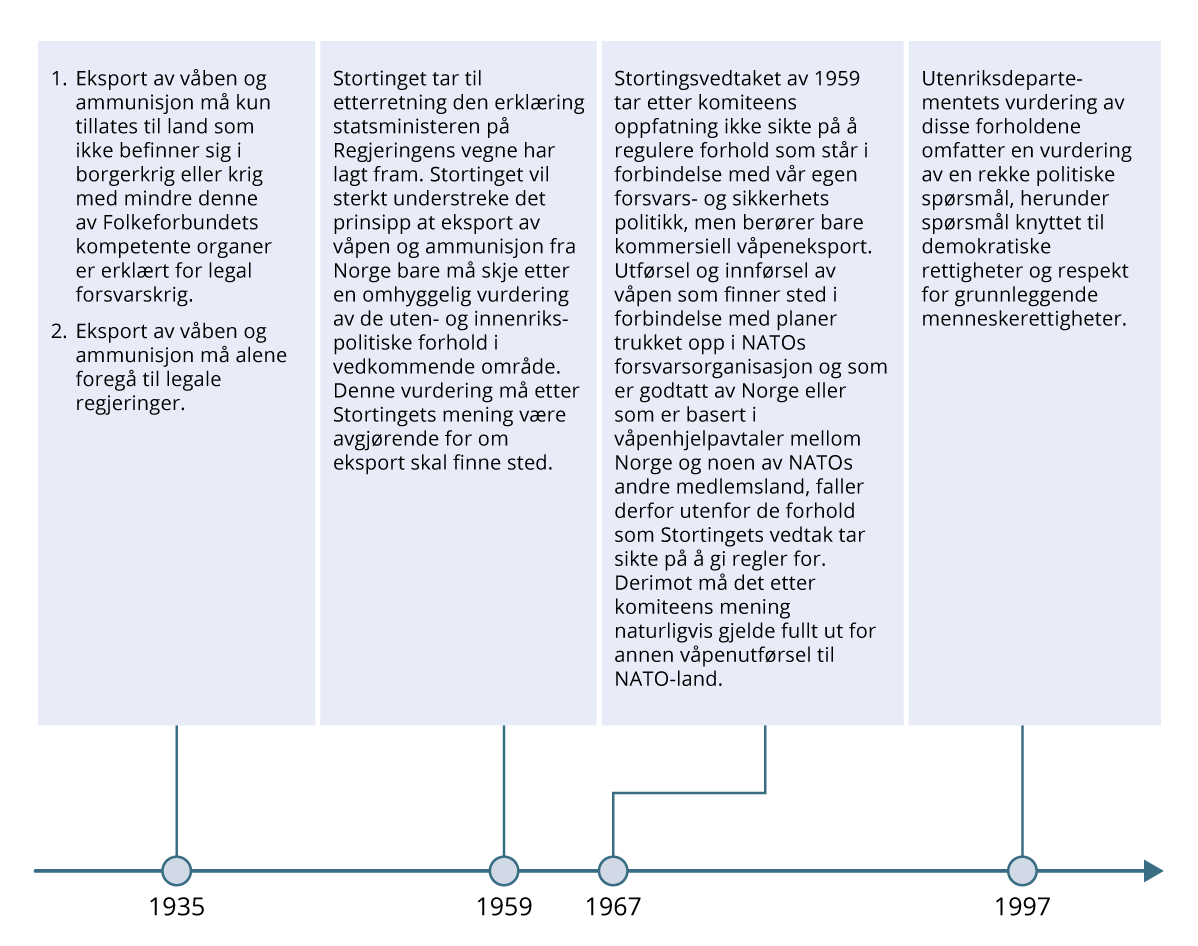 1. Eksport av våben og
ammunisjon må kun
tillates til land som
ikke befinner sig i
borgerkrig eller krig
med mindre denne
av Folkeforbundets
kompetente organer
er erklært for legal
forsvarskrig.
2. Eksport av våben og
ammunisjon må alene
foregå til legale
regjeringer.
Stortinget tar til
etterretning den erklæring
statsministeren på
Regjeringens vegne har
lagt fram. Stortinget vil
sterkt understreke det
prinsipp at eksport av
våpen og ammunisjon fra
Norge bare må skje etter
en omhyggelig vurdering
av de uten- og innenriks-
politiske forhold i
vedkommende område.
Denne vurdering må etter
Stortingets mening være
avgjørende for om
eksport skal finne sted.
Stortingsvedtaket av 1959
tar etter komiteens
oppfatning ikke sikte på å
regulere forhold som står i
forbindelse med vår egen
forsvars- og sikkerhets
politikk, men berører bare
kommersiell våpeneksport.
Utførsel og innførsel av
våpen som finner sted i
forbindelse med planer
trukket opp i NATOs
forsvarsorganisasjon og som
er godtatt av Norge eller
som er basert i
våpenhjelpavtaler mellom
Norge og noen av NATOs
andre medlemsland, faller
derfor utenfor de forhold
som Stortingets vedtak tar
sikte på å gi regler for.
Derimot må det etter
komiteens mening
naturligvis gjelde fullt ut for
annen våpenutførsel til
NATO-land.
Utenriksdeparte-
mentets vurdering av
disse forholdene
omfatter en vurdering
av en rekke politiske
spørsmål, herunder
spørsmål knyttet til
demokratiske
rettigheter og respekt
for grunnleggende
menneskerettigheter.
1935
1959
1967
1997